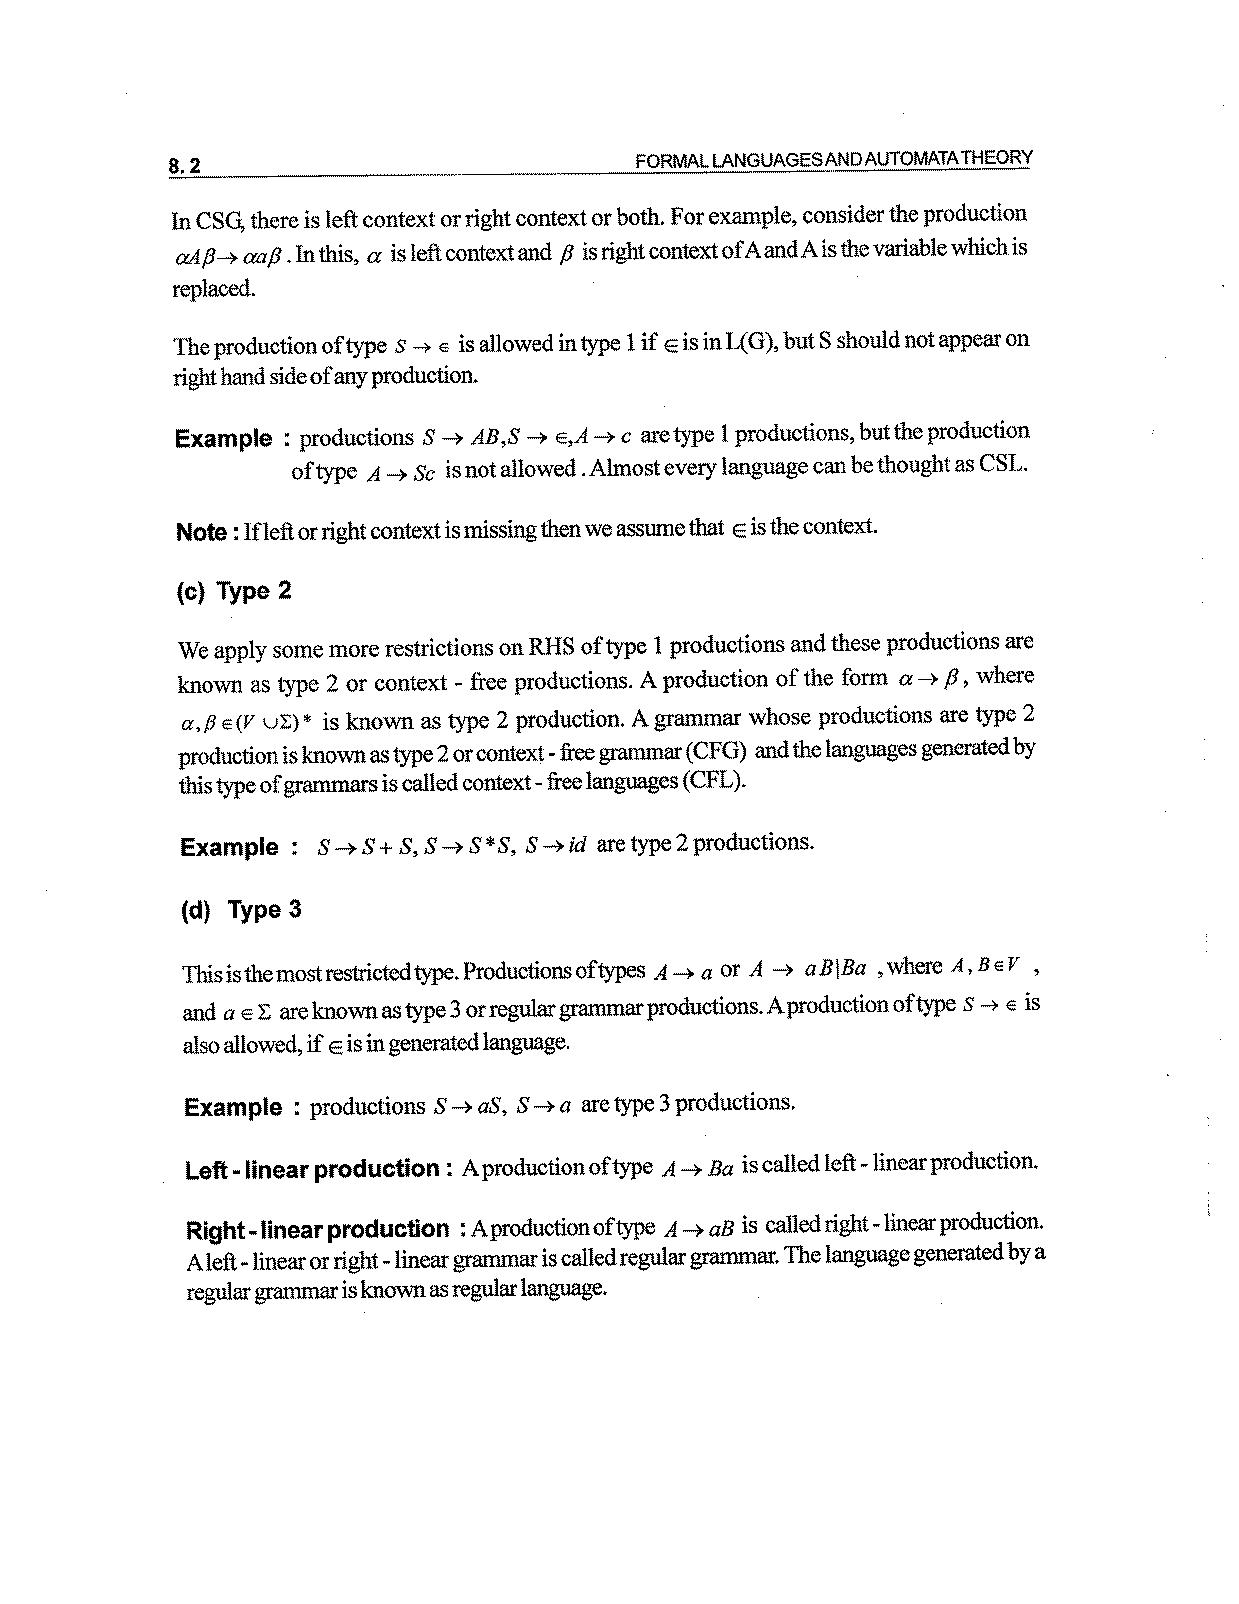 8. 2 FORMAL LANGUAGES AND AUTOMATA THEORY
In CSG, there is left context or right context or both. For example, consider the production
αAβ → αaβ . In this, α is left context and β is right context of A and A is the variable which is
replaced.
The production of type S → ∈ is allowed in type 1 if ∈ is in L(G), but S should not appear on
right hand side of any production.
Example : productions S → AB, S → ∈, A → c are type 1 productions, but the production
of type A → Sc is not allowed . Almost every language can be thought as CSL.
Note : If left or right context is missing then we assume that ∈ is the context.
(c) Type 2
We apply some more restrictions on RHS of type 1 productions and these productions are
known as type 2 or context - free productions. A production of the form α → β, where
α, β ∈ (V ∪ Σ)* is known as type 2 production. A grammar whose productions are type 2
production is known as type 2 or context - free grammar (CFG) and the languages generated by
this type of grammars is called context - free languages (CFL).
Example : S → S + S, S → S * S, S → id are type 2 productions.
(d) Type 3
This is the most restricted type. Productions of types A → a or A → aB|Ba , where A, B ∈ V ,
and a ∈ Σ are known as type 3 or regular grammar productions. A production of type S → ∈ is
also allowed, if ∈ is in generated language.
Example : productions S → aS, S → a are type 3 productions.
Left - linear production : A production of type A → Ba is called left - linear production.
Right - linear production : A production of type A → aB is called right - linear production.
A left - linear or right - linear grammar is called regular grammar. The language generated by a
regular grammar is known as regular language.